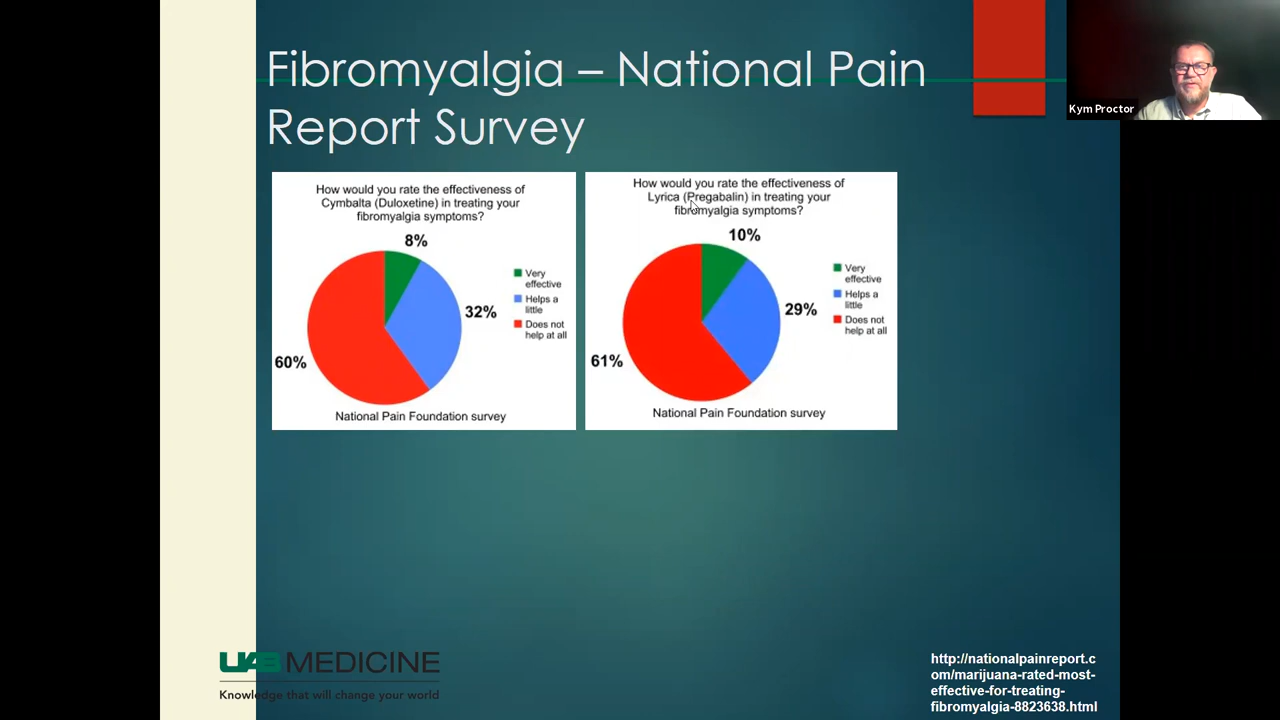 Fibromyalgia – National Pain
Report Survey
Kym Proctor
How would you rate the effectiveness of
Cymbalta (Duloxetine) in treating your
fibromyalgia symptoms?
8%
32%
60%
Very
effective
Helps a
little
Does not
help at all
National Pain Foundation survey
How would you rate the effectiveness of
Lyrica (Pregabalin) in treating your
fibromyalgia symptoms?
10%
29%
61%
Very
effective
Helps a
little
Does not
help at all
National Pain Foundation survey
UAB MEDICINE
Knowledge that will change your world
http://nationalpainreport.c
om/marijuana-rated-most-
effective-for-treating-
fibromyalgia-8823638.html